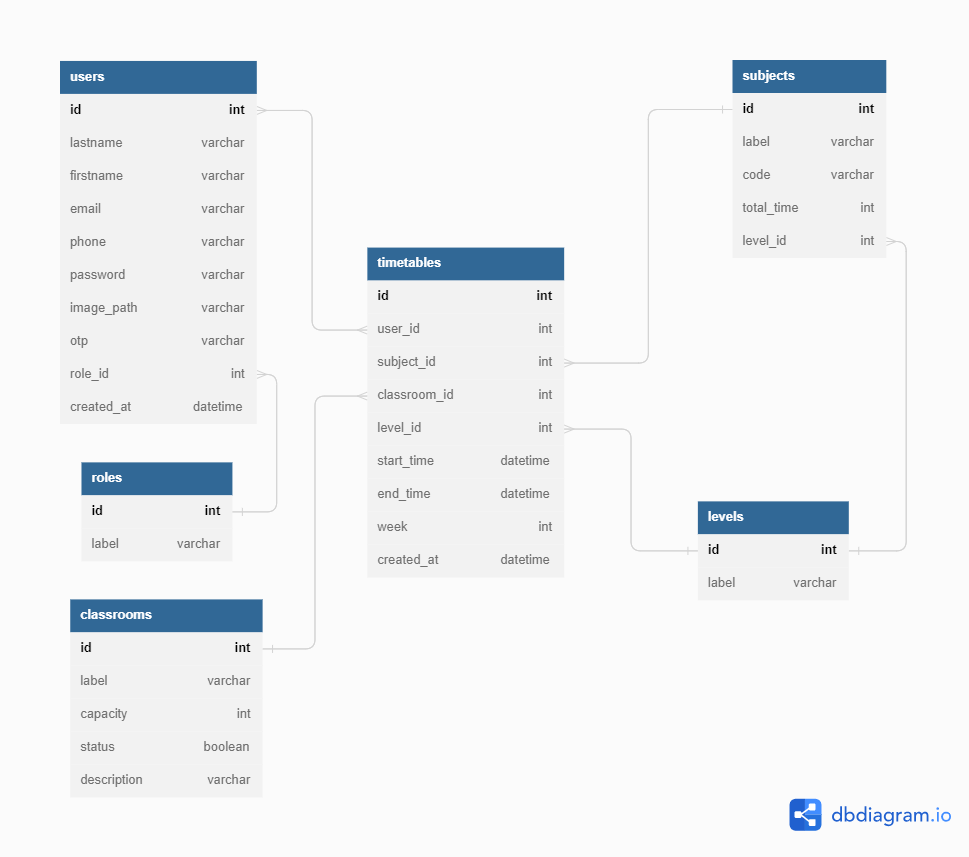 users
id int
lastname varchar
firstname varchar
email varchar
phone varchar
password varchar
image_path varchar
otp varchar
role_id int
created_at datetime
roles
id int
label varchar
classrooms
id int
label varchar
capacity int
status boolean
description varchar
timetables
id int
user_id int
subject_id int
classroom_id int
level_id int
start_time datetime
end_time datetime
week int
created_at datetime
subjects
id int
label varchar
code varchar
total_time int
level_id int
levels
id int
label varchar
dbdiagram.io